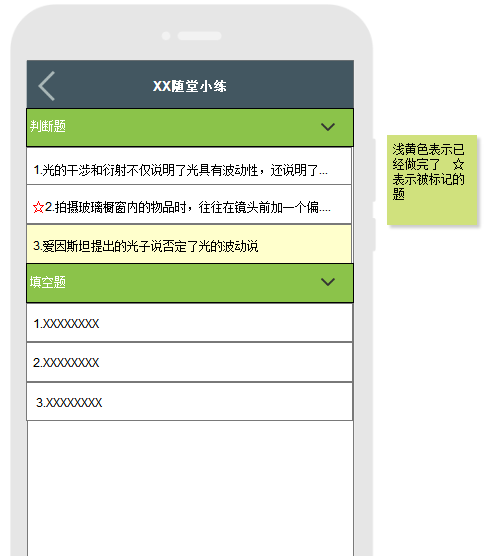 XX随堂小练
判断题
1.光的干涉和衍射不仅说明了光具有波动性，还说明了...
☆2.拍摄玻璃橱窗内的物品时，往往在镜头前加一个偏....
3.爱因斯坦提出的光子说否定了光的波动说
填空题
1.XXXXXXXX
2.XXXXXXXX
3.XXXXXXXX
浅黄色表示已
经做完了 ☆
表示被标记的
题